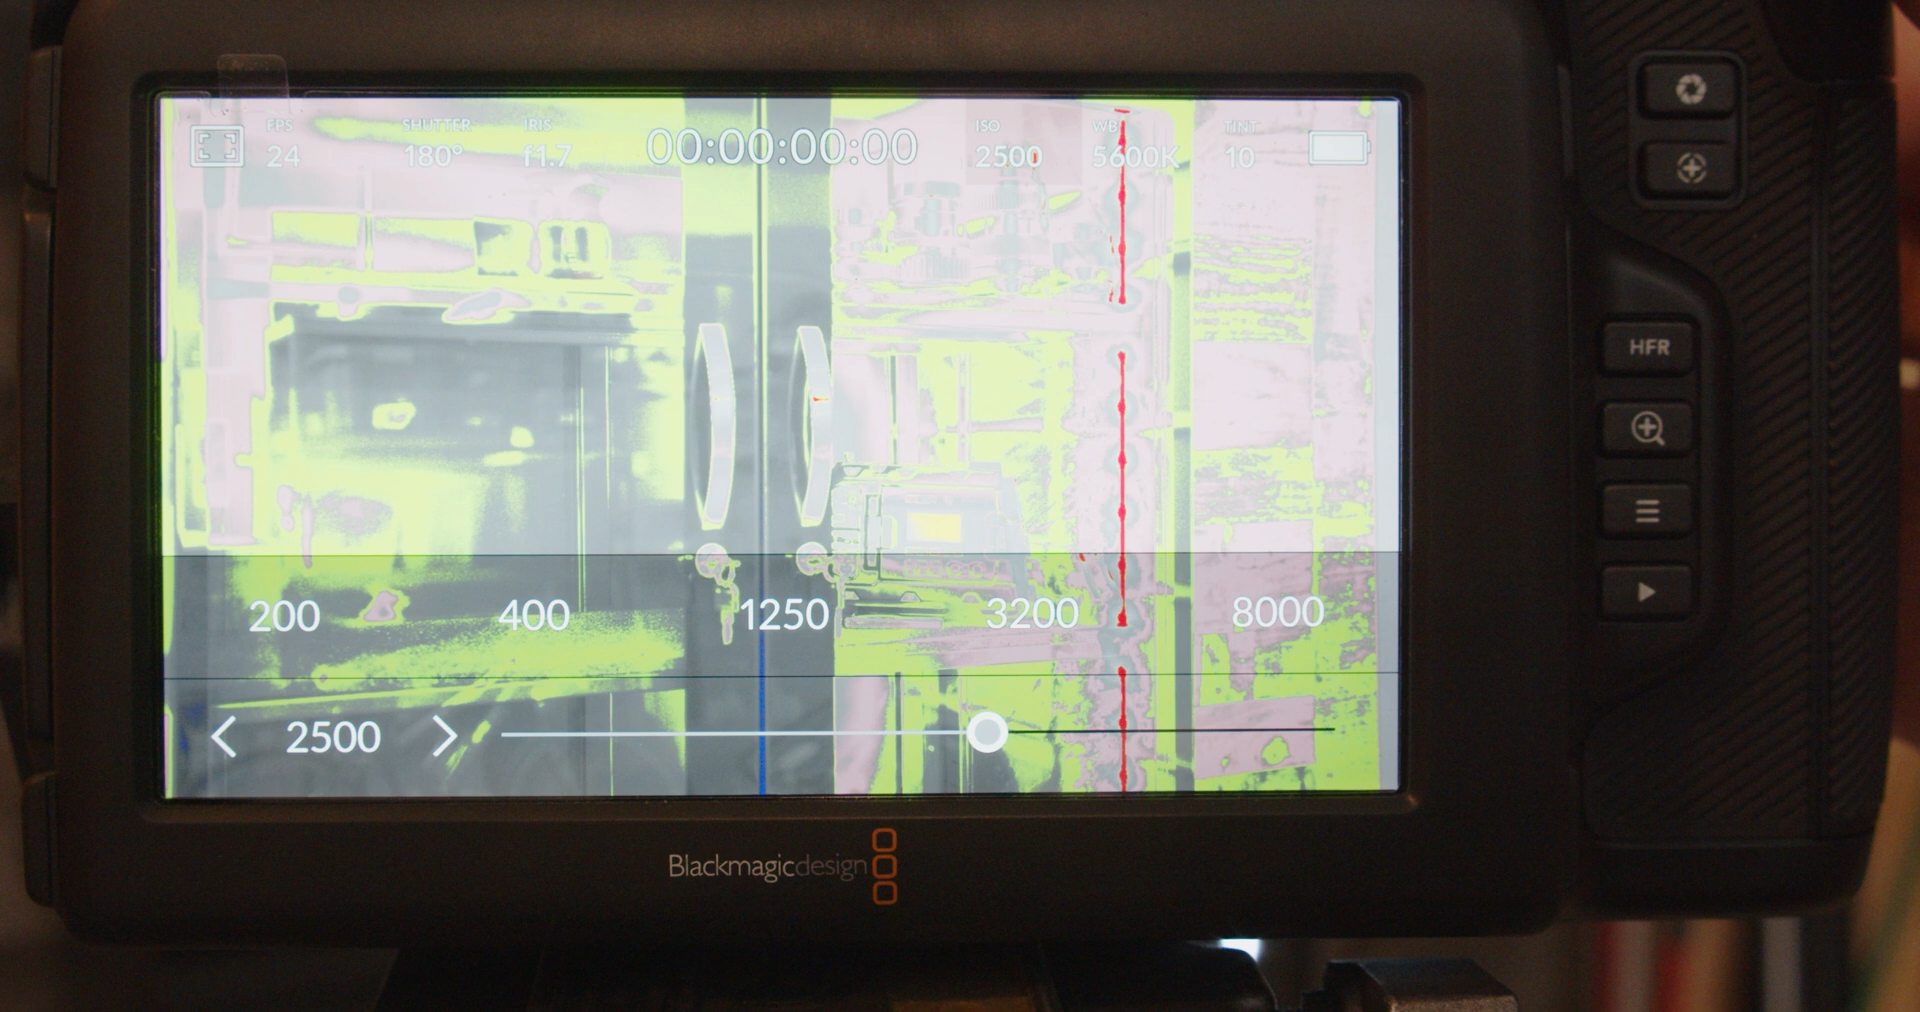 FPS SHUTTER IRIS ISO WB TINT
24 180° f1.7 00:00:00:00 2500 5600K 10
HFR
200 400 1250 3200 8000
2500
Blackmagicdesign